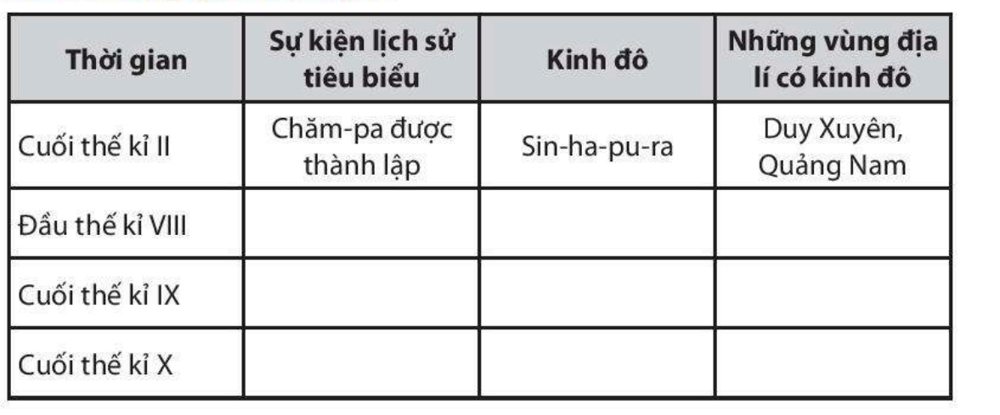 Thời gian
Sự kiện lịch sử
tiêu biểu
Kinh đô
Những vùng địa
lí có kinh đô
Cuối thế kỉ II
Chăm-pa được
thành lập
Sin-ha-pu-ra
Duy Xuyên,
Quảng Nam
Đầu thế kỉ VIII
Cuối thế kỉ IX
Cuối thế kỉ X